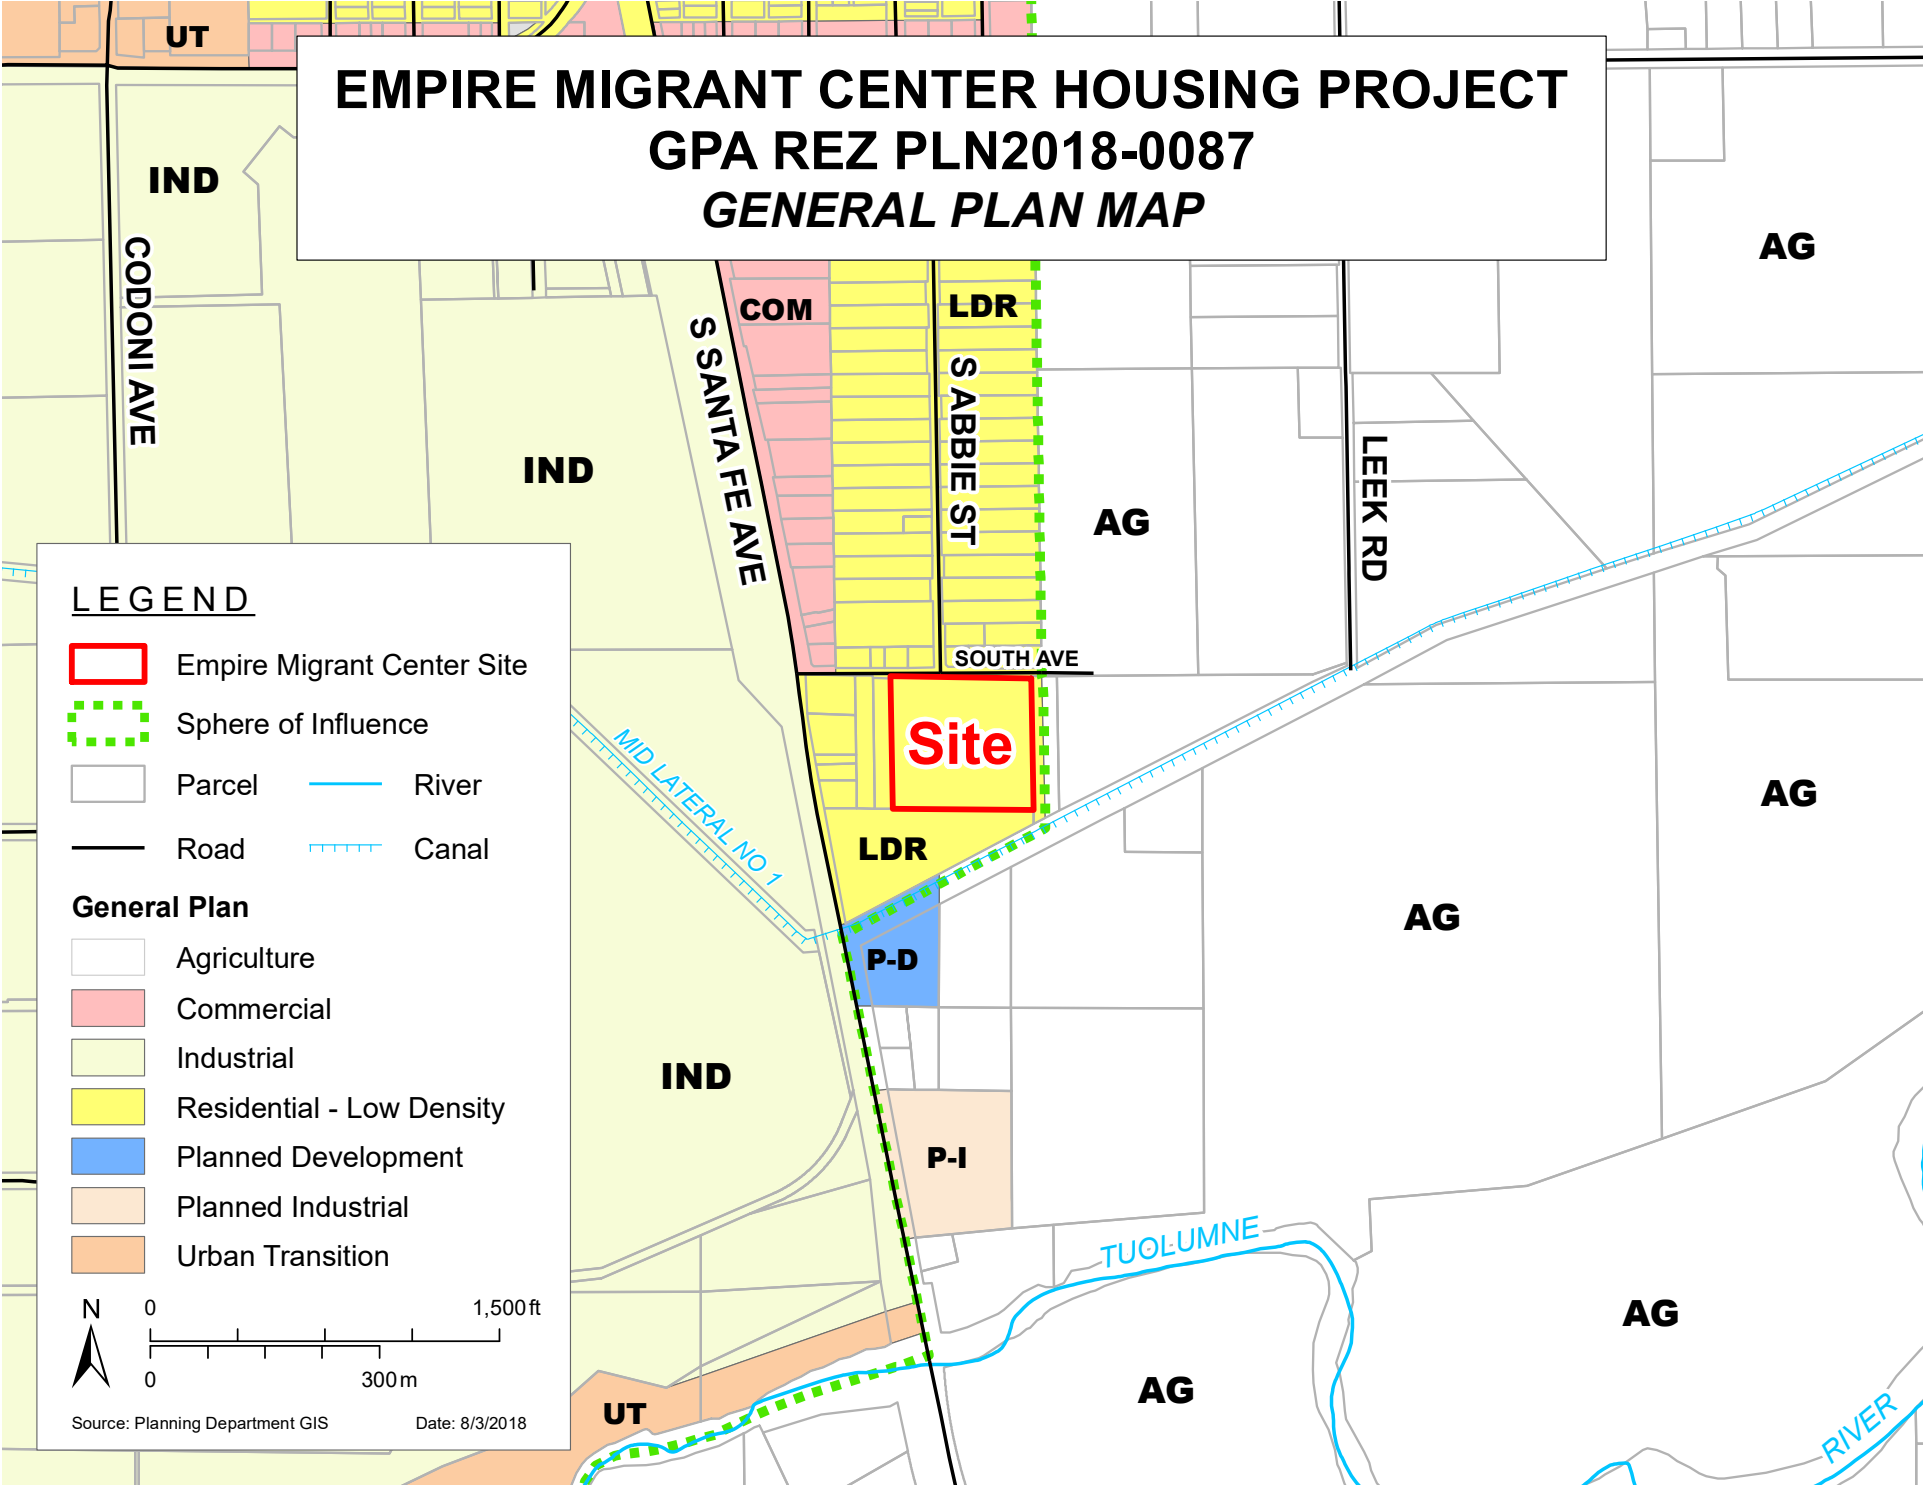 UT
EMPIRE MIGRANT CENTER HOUSING PROJECT
GPA REZ PLN2018-0087
GENERAL PLAN MAP
IND
AG
CODONI AVE
COM
LDR
S SANTA FE AVE
S ABBIE ST
IND
AG
LEEK RD
SOUTH AVE
Site
MID LATERAL NO 1
LDR
AG
AG
P-D
IND
P-I
TUOLUMNE
AG
AG
UT
RIVER
LEGEND
Empire Migrant Center Site
Sphere of Influence
Parcel River
Road Canal
General Plan
Agriculture
Commercial
Industrial
Residential - Low Density
Planned Development
Planned Industrial
Urban Transition
N 0 1,500 ft
0 300 m
Source: Planning Department GIS Date: 8/3/2018